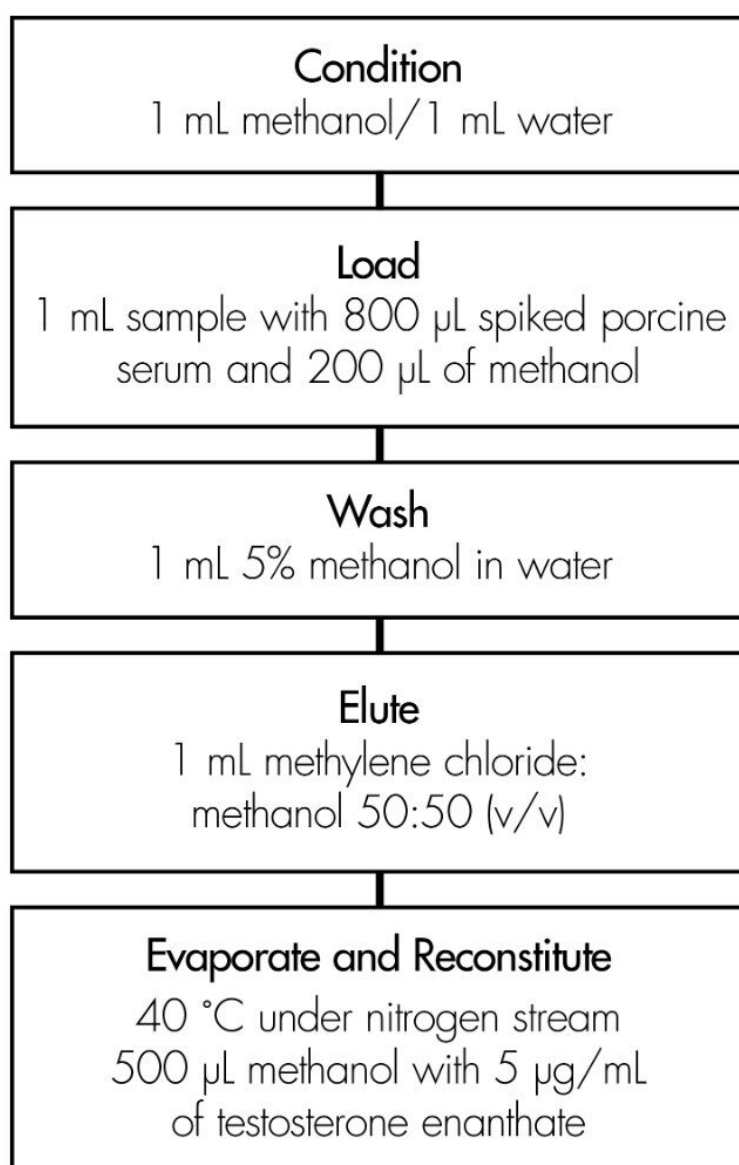 Condition
1 mL methanol/1 mL water
Load
1 mL sample with 800 µL spiked porcine
serum and 200 µL of methanol
Wash
1 mL 5% methanol in water
Elute
1 mL methylene chloride:
methanol 50:50 (v/v)
Evaporate and Reconstitute
40 °C under nitrogen stream
500 µL methanol with 5 µg/mL
of testosterone enanthate